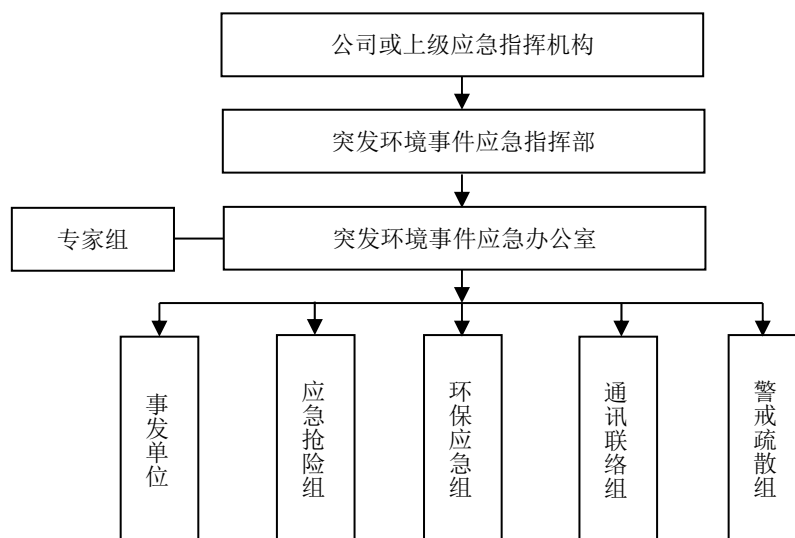 公司或上级应急指挥机构
突发环境事件应急指挥部
专家组
突发环境事件应急办公室
事发单位
应急抢险组
环保应急组
通讯联络组
警戒疏散组